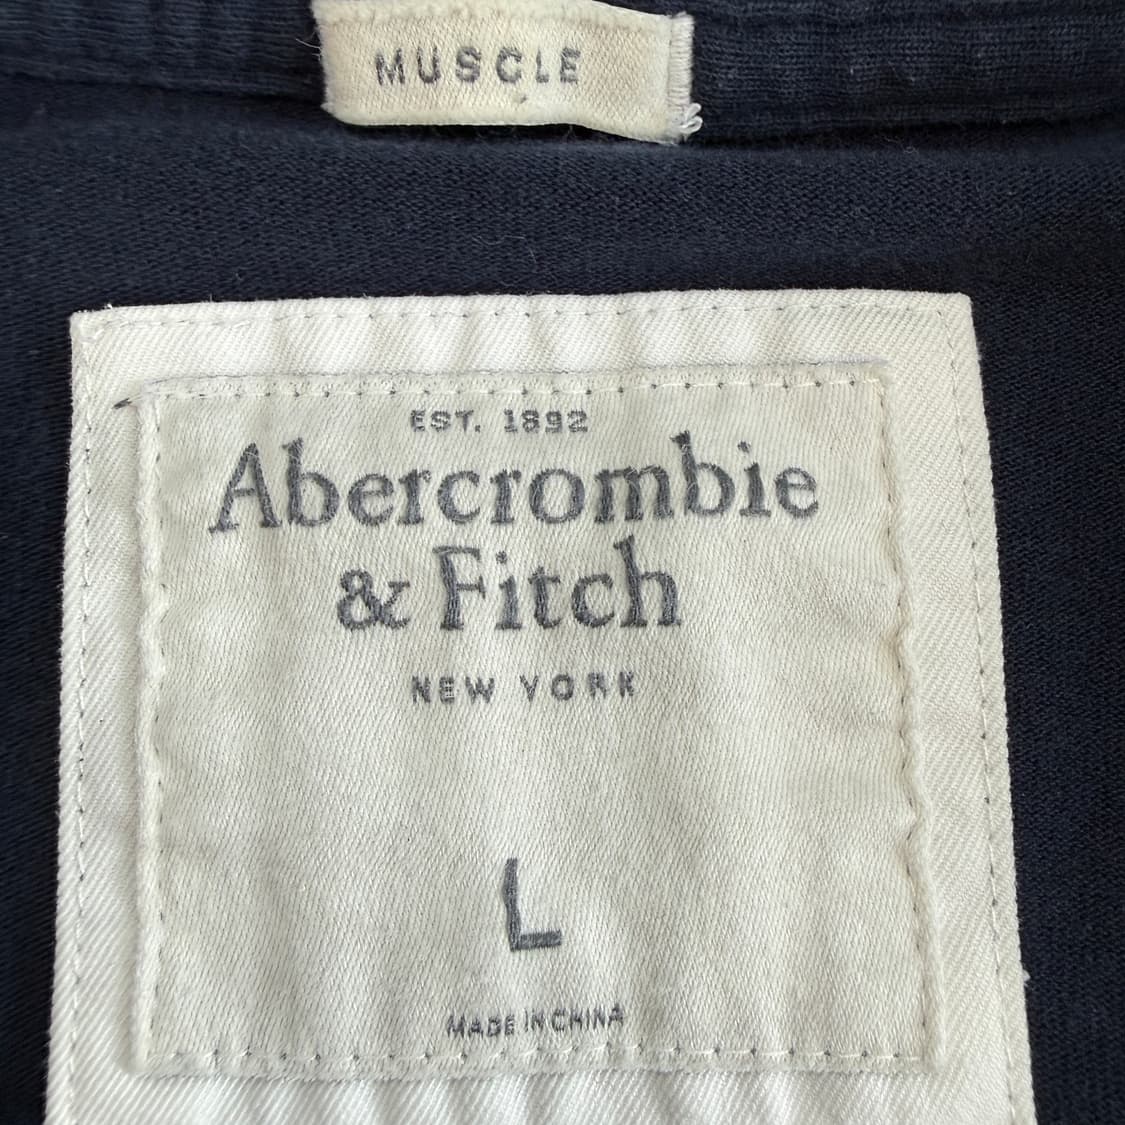 MUSCLE
EST. 1892
Abercrombie
& Fitch
NEW YORK
L
MADE IN CHINA